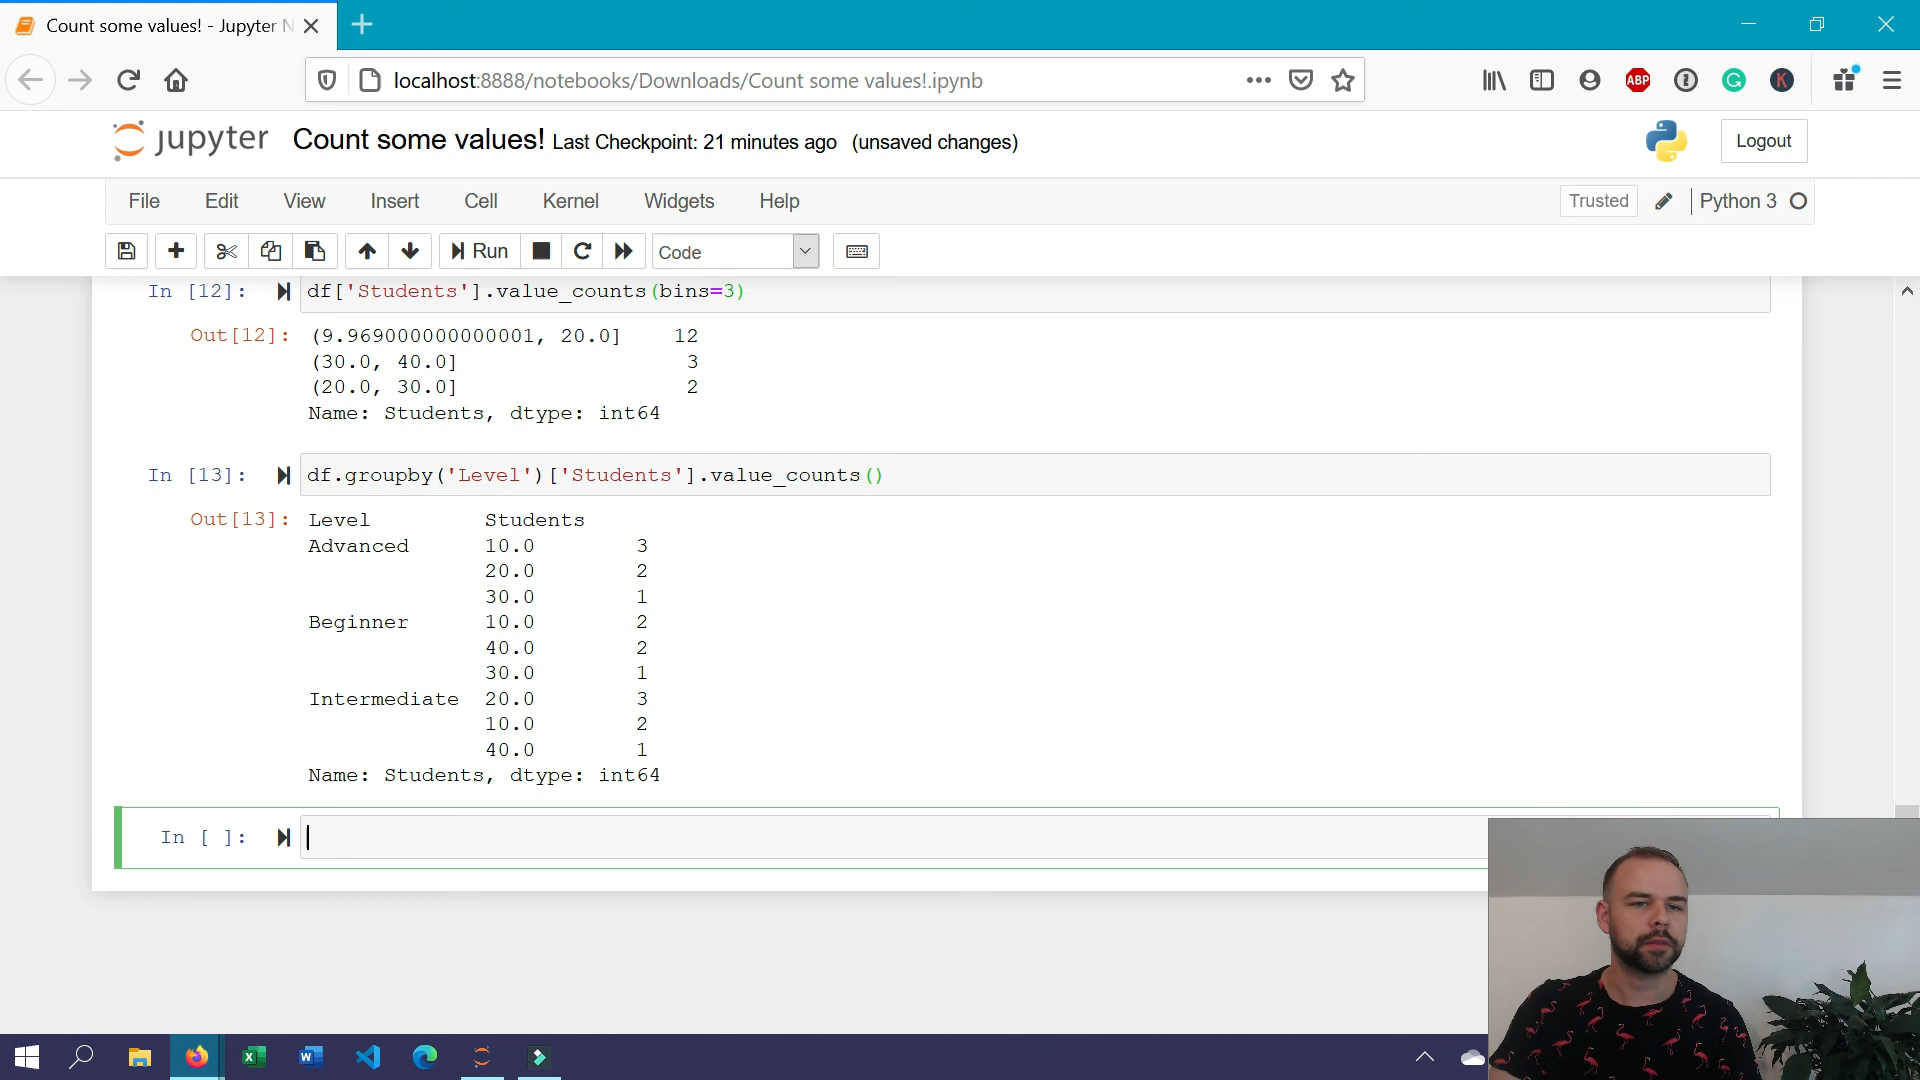 Count some values! - Jupyter N
localhost:8888/notebooks/Downloads/Count some values!.ipynb
ABP
K
jupyter Count some values! Last Checkpoint: 21 minutes ago (unsaved changes)
Logout
File Edit View Insert Cell Kernel Widgets Help
Trusted Python 3
Run Code
In [12]: df['Students'].value_counts(bins=3)
Out[12]: (9.969000000000001, 20.0] 12
(30.0, 40.0] 3
(20.0, 30.0] 2
Name: Students, dtype: int64
In [13]: df.groupby('Level')['Students'].value_counts()
Out[13]: Level Students
Advanced 10.0 3
20.0 2
30.0 1
Beginner 10.0 2
40.0 2
30.0 1
Intermediate 20.0 3
10.0 2
40.0 1
Name: Students, dtype: int64
In [ ]: